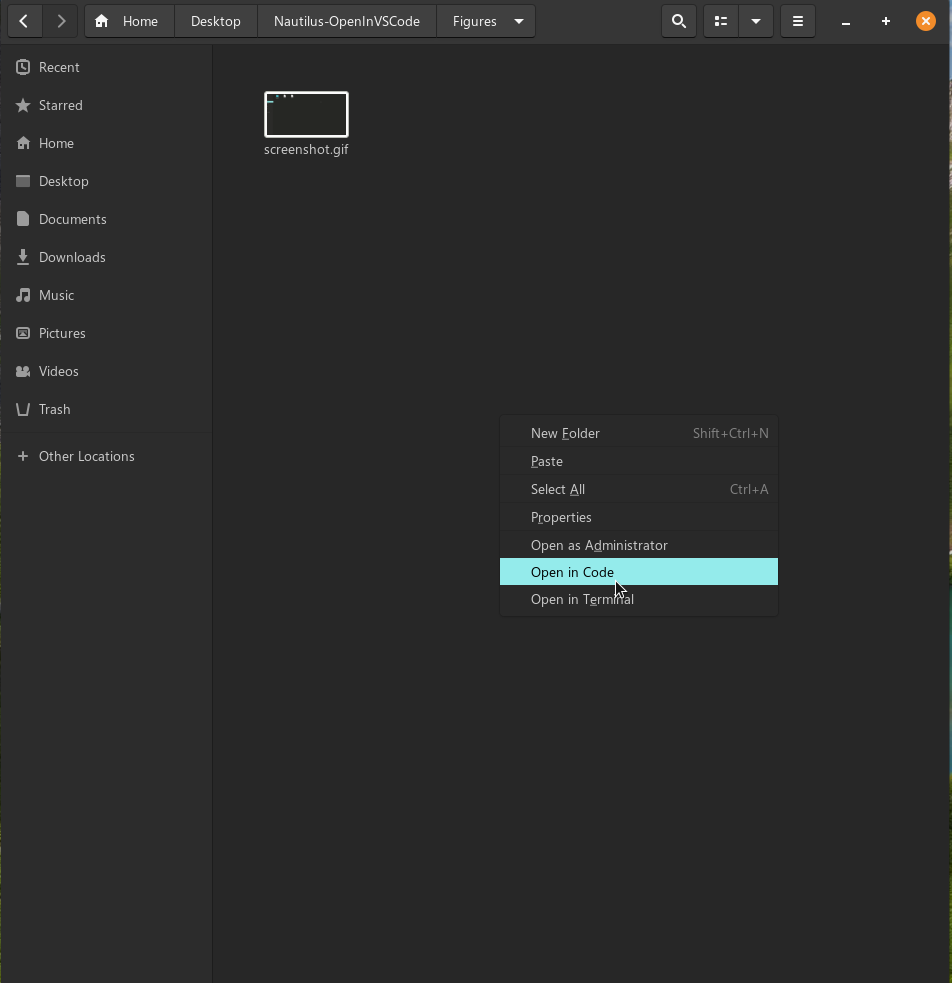 Home Desktop Nautilus-OpenInVSCode Figures
Recent
Starred
Home
Desktop
Documents
Downloads
Music
Pictures
Videos
Trash
Other Locations
screenshot.gif
New Folder Shift+Ctrl+N
Paste
Select All Ctrl+A
Properties
Open as Administrator
Open in Code
Open in Terminal